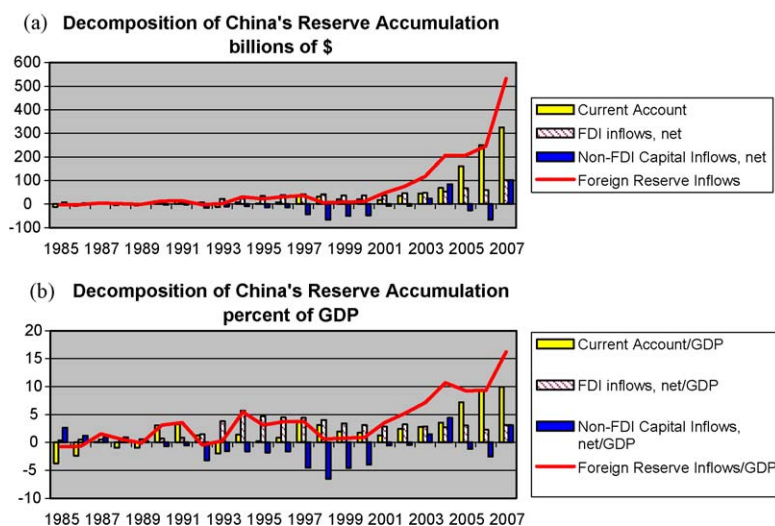 (a) Decomposition of China's Reserve Accumulation
billions of $
600
500
400
300
200
100
0
-100
1985 1987 1989 1991 1993 1995 1997 1999 2001 2003 2005 2007
Current Account
FDI inflows, net
Non-FDI Capital Inflows, net
Foreign Reserve Inflows
(b) Decomposition of China's Reserve Accumulation
percent of GDP
20
15
10
5
0
-5
-10
1985 1987 1989 1991 1993 1995 1997 1999 2001 2003 2005 2007
Current Account/GDP
FDI inflows, net/GDP
Non-FDI Capital Inflows,
net/GDP
Foreign Reserve Inflows/GDP